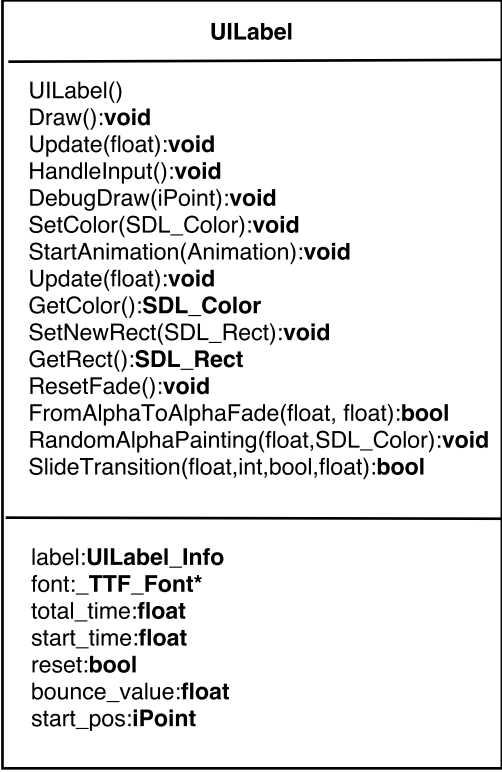 UILabel
UILabel()
Draw():void
Update(float):void
HandleInput():void
DebugDraw(iPoint):void
SetColor(SDL_Color):void
StartAnimation(Animation):void
Update(float):void
GetColor():SDL_Color
SetNewRect(SDL_Rect):void
GetRect():SDL_Rect
ResetFade():void
FromAlphaToAlphaFade(float, float):bool
RandomAlphaPainting(float,SDL_Color):void
SlideTransition(float,int,bool,float):bool
label:UILabel_Info
font:_TTF_Font*
total_time:float
start_time:float
reset:bool
bounce_value:float
start_pos:iPoint